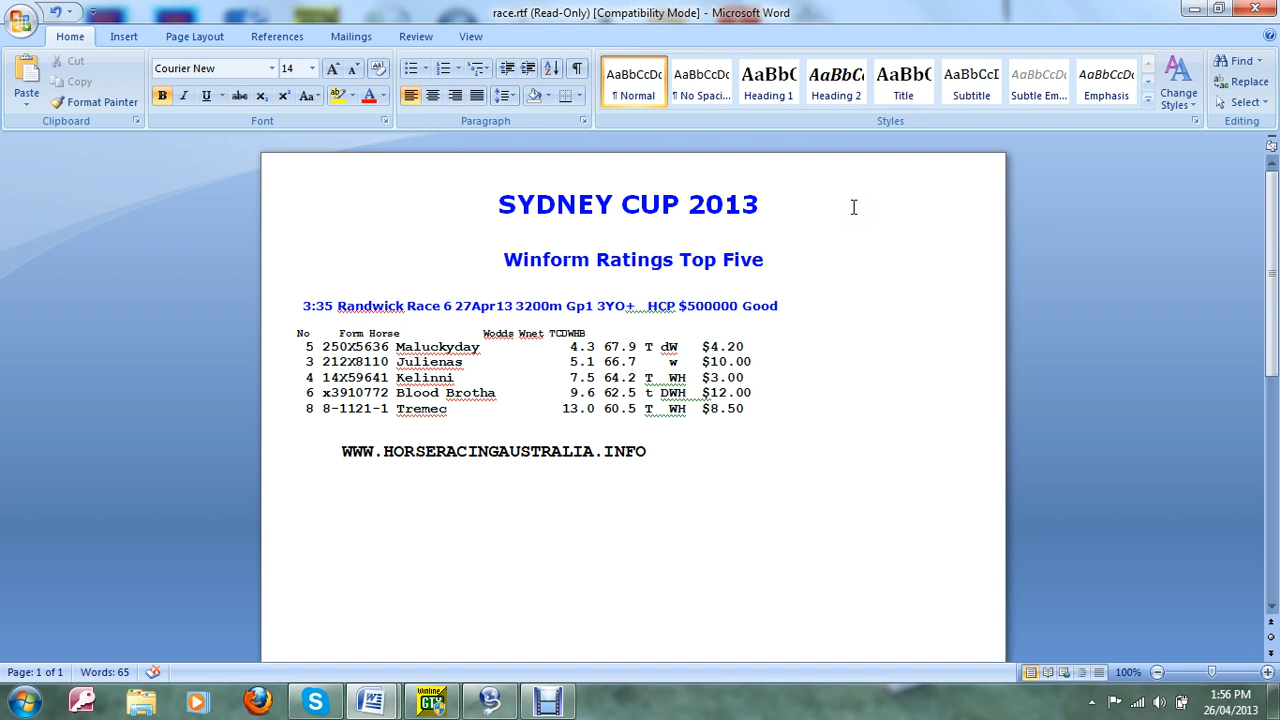 race.rtf (Read-Only) [Compatibility Mode] - Microsoft Word
Home Insert Page Layout References Mailings Review View
Paste
Cut
Copy
Format Painter
Clipboard
Courier New 14
Font
Paragraph
AaBbCcDc AaBbCcDc AaBbC AaBbC AaBbC AaBbCcI AaBbCcDc AaBbCcDc
¶ Normal ¶ No Spaci... Heading 1 Heading 2 Title Subtitle Subtle Em... Emphasis
Change Styles
Styles
Find
Replace
Select
Editing
SYDNEY CUP 2013
Winform Ratings Top Five
3:35 Randwick Race 6 27Apr13 3200m Gp1 3YO+ HCP $500000 Good
No Form Horse Wodds Wnet TCDWHB
5 250X5636 Maluckyday 4.3 67.9 T dW $4.20
3 212X8110 Julienas 5.1 66.7 w $10.00
4 14X59641 Kelinni 7.5 64.2 T WH $3.00
6 x3910772 Blood Brotha 9.6 62.5 t DWH $12.00
8 8-1121-1 Tremec 13.0 60.5 T WH $8.50
WWW.HORSERACINGAUSTRALIA.INFO
Page: 1 of 1 Words: 65 100%
1:56 PM
26/04/2013